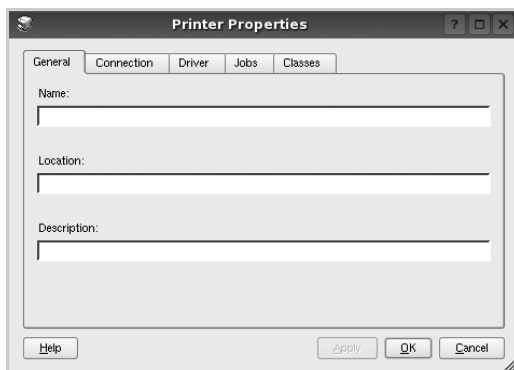 Printer Properties
?
General Connection Driver Jobs Classes
Name:
Location:
Description:
Help Apply OK Cancel